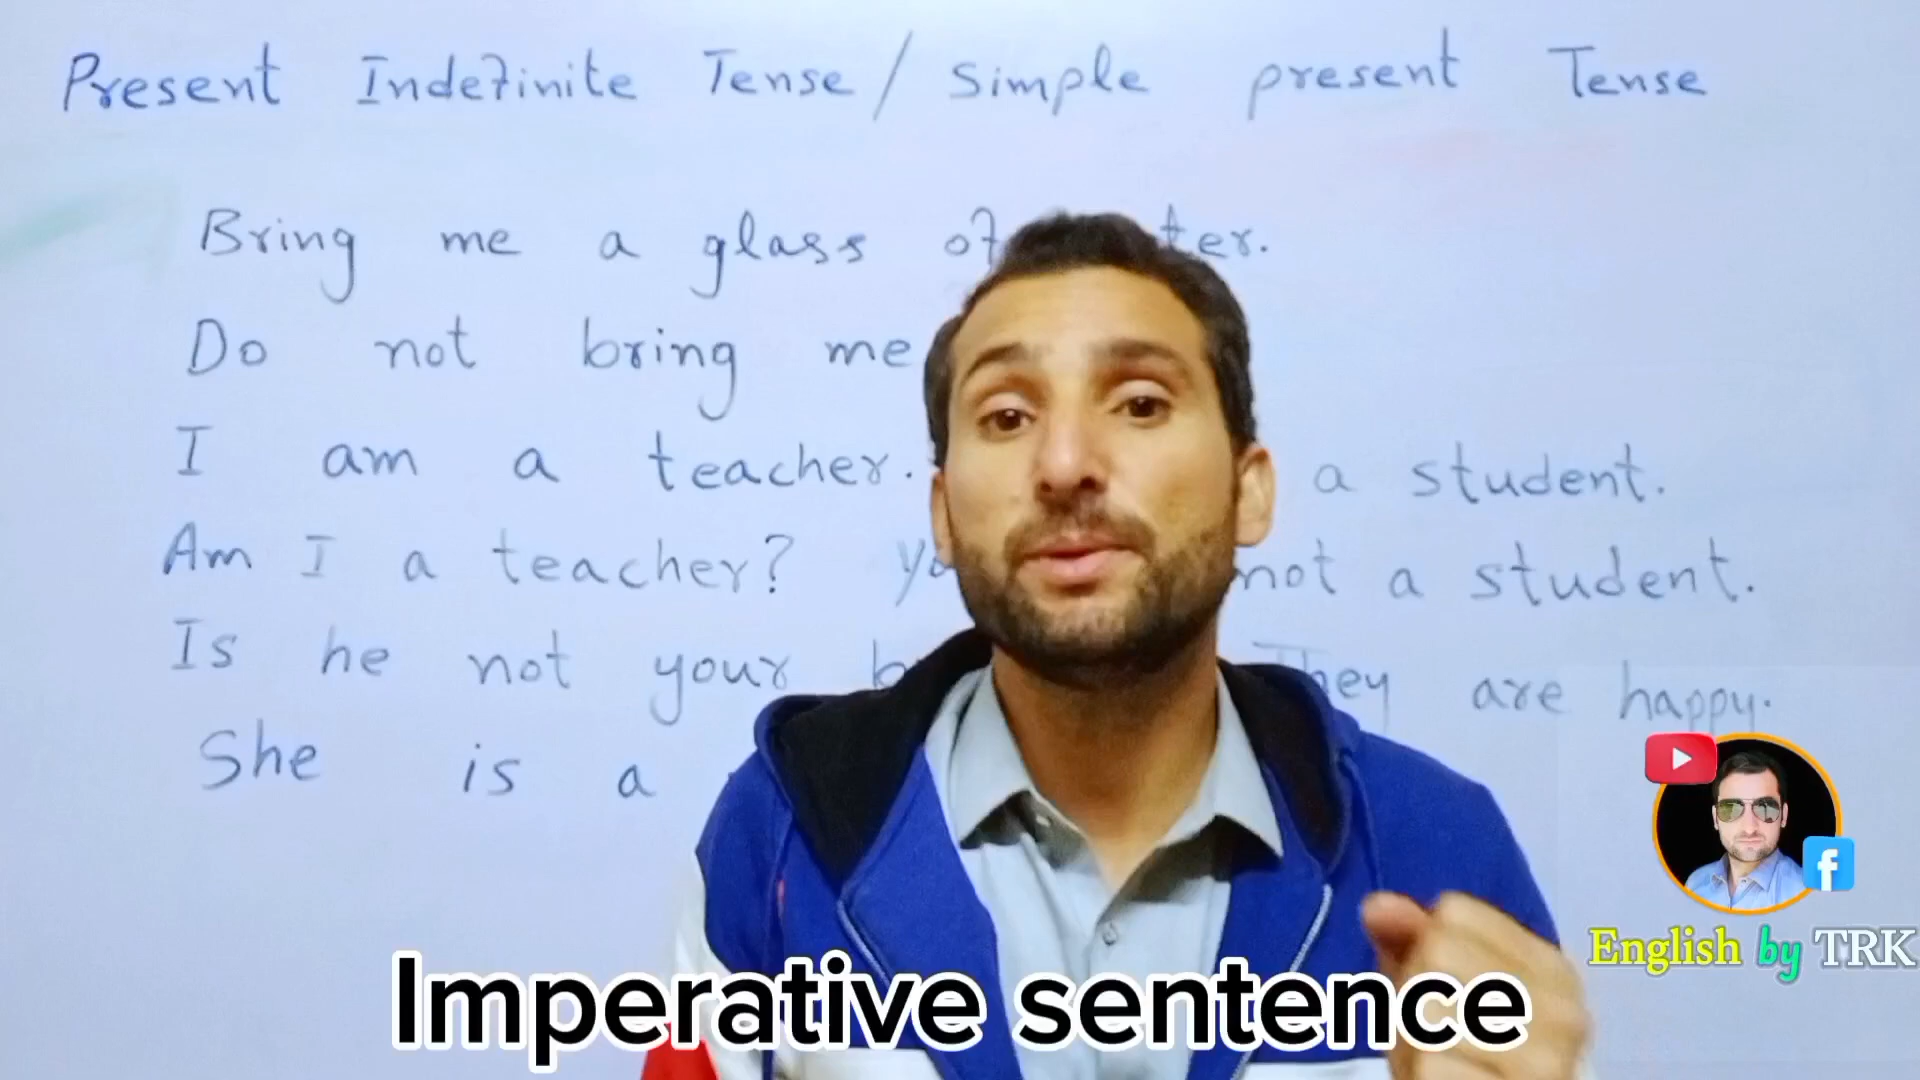 Present Indefinite Tense / Simple present Tense
Bring me a glass of
Do not bring me
I am a teacher. a student.
Am I a teacher? not a student.
Is he not your They are happy.
She is a
English by TRK
Imperative sentence